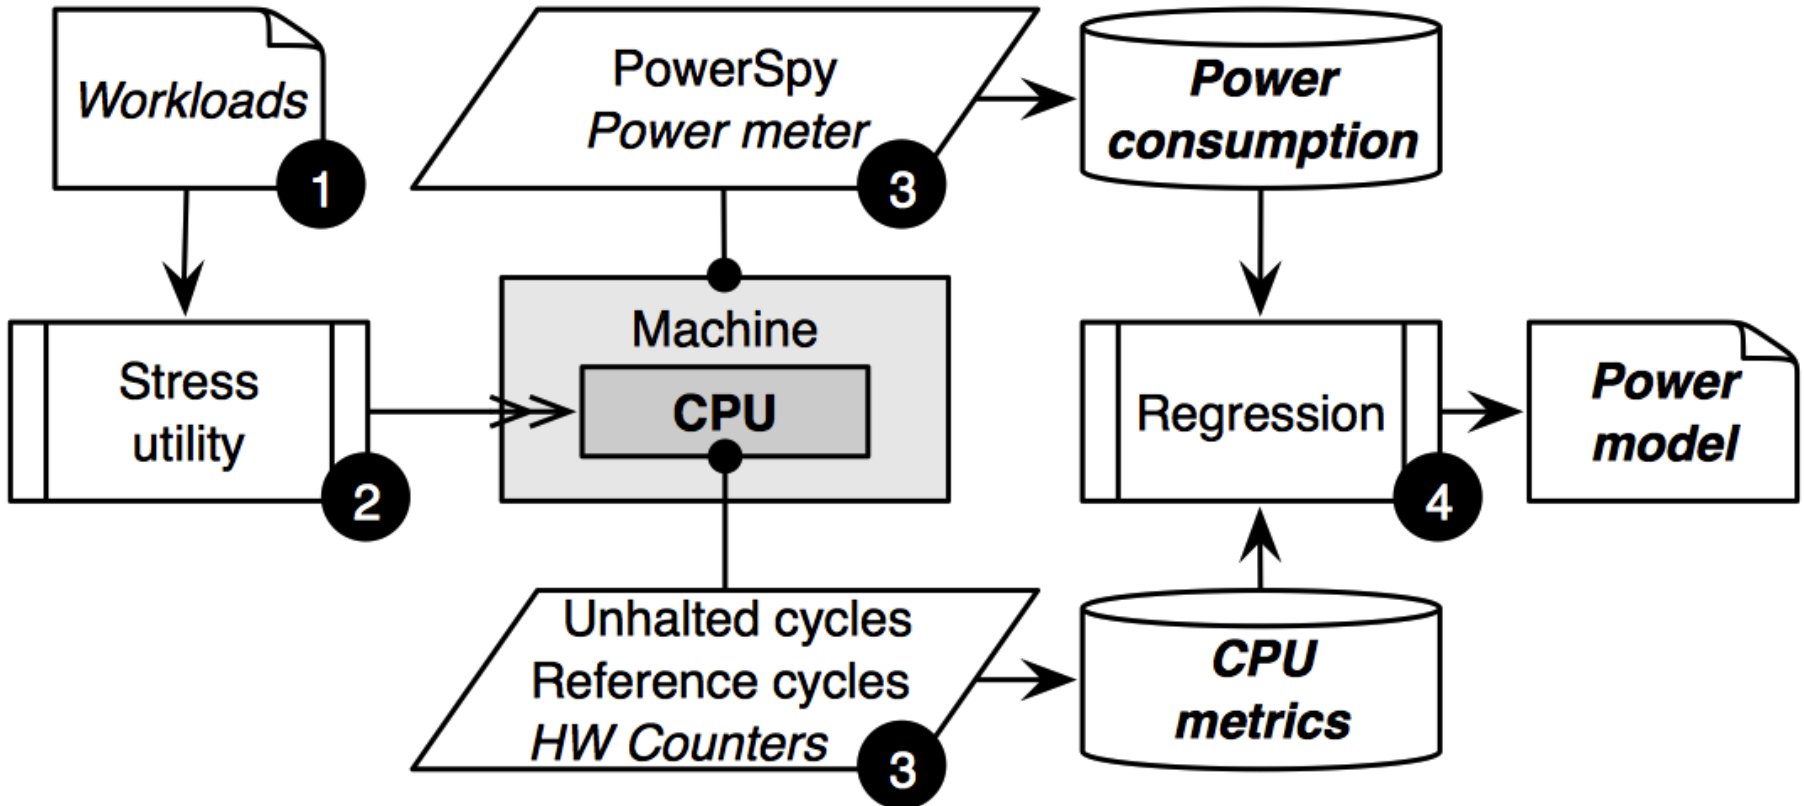 Workloads
1
PowerSpy
Power meter
3
Power
consumption
Stress
utility
2
Machine
CPU
Regression
4
Power
model
Unhalted cycles
Reference cycles
HW Counters
3
CPU
metrics